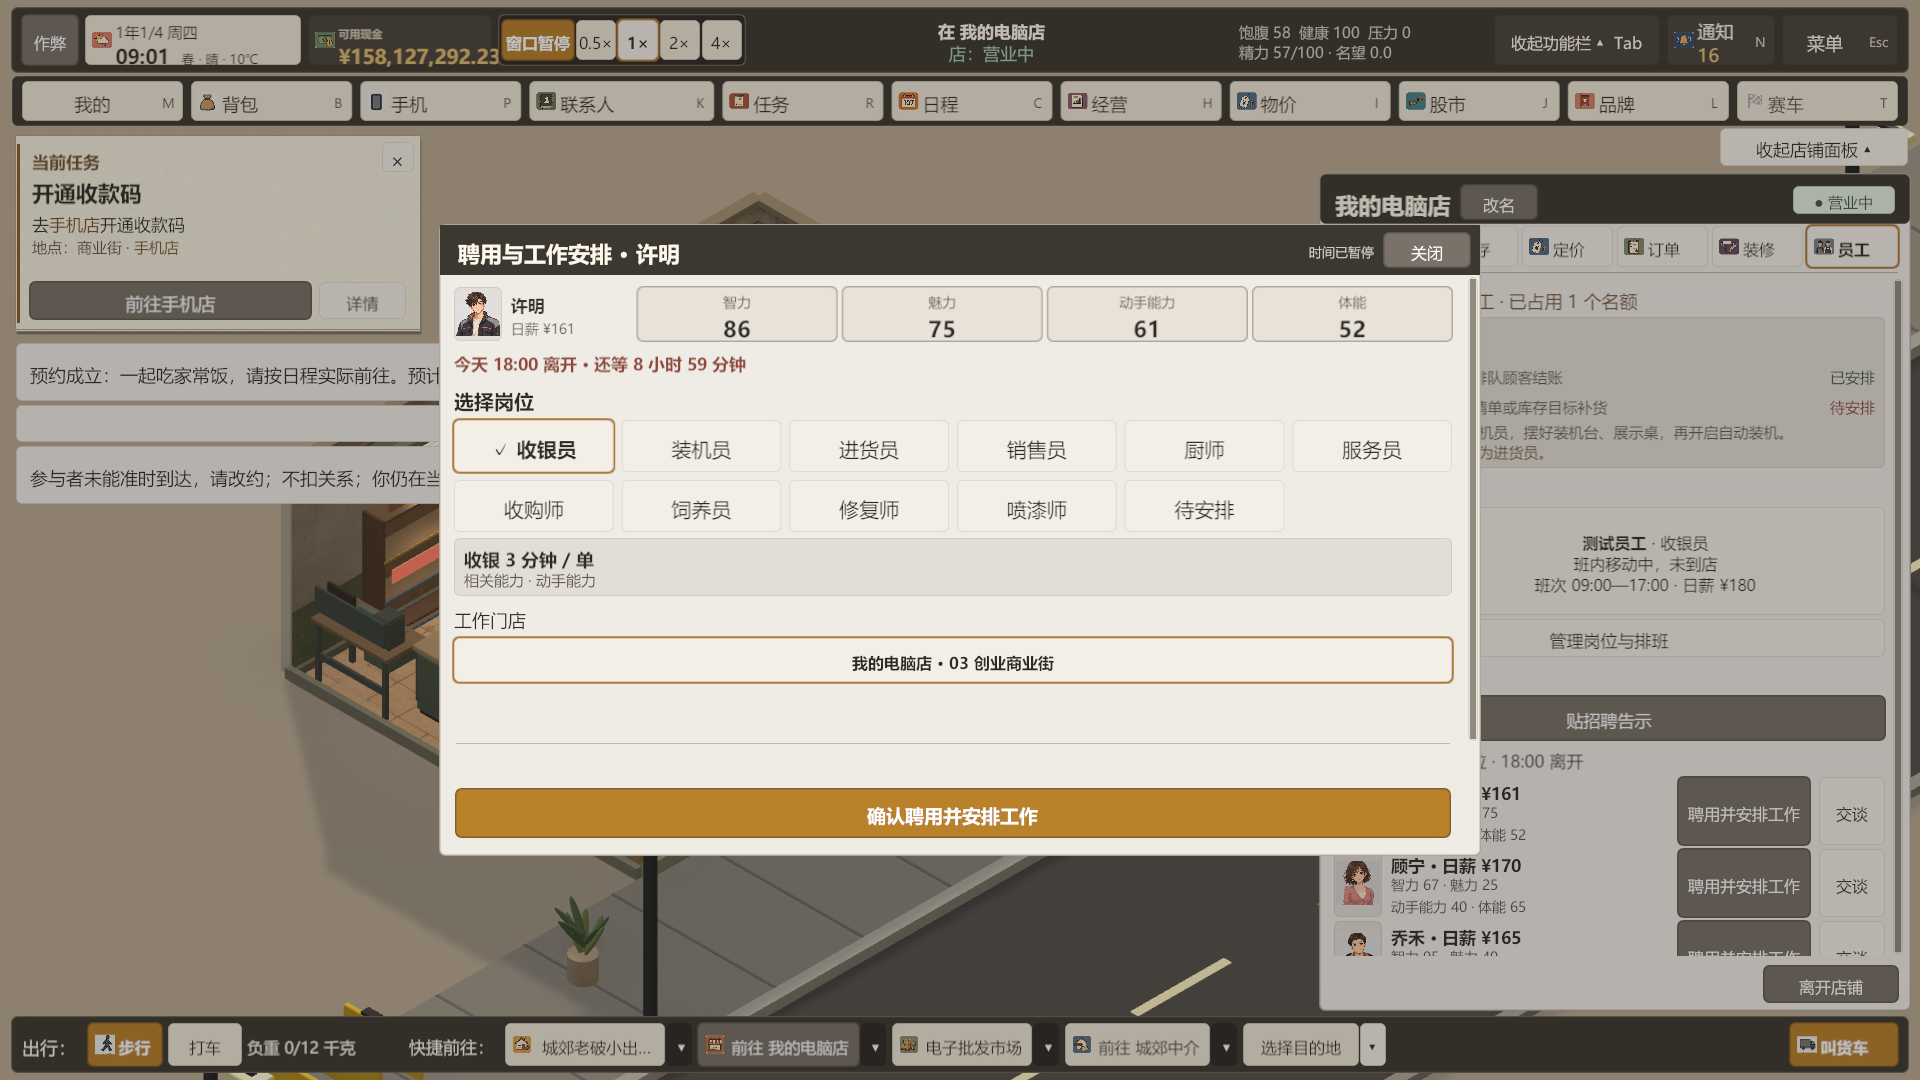 作弊
1年1/4 周四
09:01 春 · 晴 · 10℃
可用现金
¥158,127,292.23
窗口暂停
0.5×
1×
2×
4×
在 我的电脑店
店：营业中
饱腹 58 健康 100 压力 0
精力 57/100 · 名望 0.0
收起功能栏 ▴ Tab
通知
16
N
菜单 Esc
我的 M
背包 B
手机 P
联系人 K
任务 R
日程 C
经营 H
物价 I
股市 J
品牌 L
赛车 T
当前任务
×
开通收款码
去手机店开通收款码
地点：商业街 · 手机店
前往手机店
详情
预约成立：一起吃家常饭，请按日程实际前往。预计
参与者未能准时到达，请改约；不扣关系；你仍在当
收起店铺面板 ▴
我的电脑店
改名
● 营业中
定价
订单
装修
员工
工 · 已占用 1 个名额
队顾客结账
已安排
单或库存目标补货
待安排
机员，摆好装机台、展示桌，再开启自动装机。
为进货员。
测试员工 · 收银员
班内移动中，未到店
班次 09:00—17:00 · 日薪 ¥180
管理岗位与排班
贴招聘告示
· 18:00 离开
¥161
75
体能 52
聘用并安排工作
交谈
顾宁 • 日薪 ¥170
智力 67 · 魅力 25
动手能力 40 · 体能 65
聘用并安排工作
交谈
乔禾 • 日薪 ¥165
离开店铺
聘用与工作安排 • 许明
时间已暂停
关闭
许明
日薪 ¥161
智力
86
魅力
75
动手能力
61
体能
52
今天 18:00 离开 • 还等 8 小时 59 分钟
选择岗位
✓ 收银员
装机员
进货员
销售员
厨师
服务员
收购师
饲养员
修复师
喷漆师
待安排
收银 3 分钟 / 单
相关能力 · 动手能力
工作门店
我的电脑店 • 03 创业商业街
确认聘用并安排工作
出行：
步行
打车
负重 0/12 千克
快捷前往：
城郊老破小出...
▾
前往 我的电脑店
▾
电子批发市场
▾
前往 城郊中介
▾
选择目的地
▾
叫货车